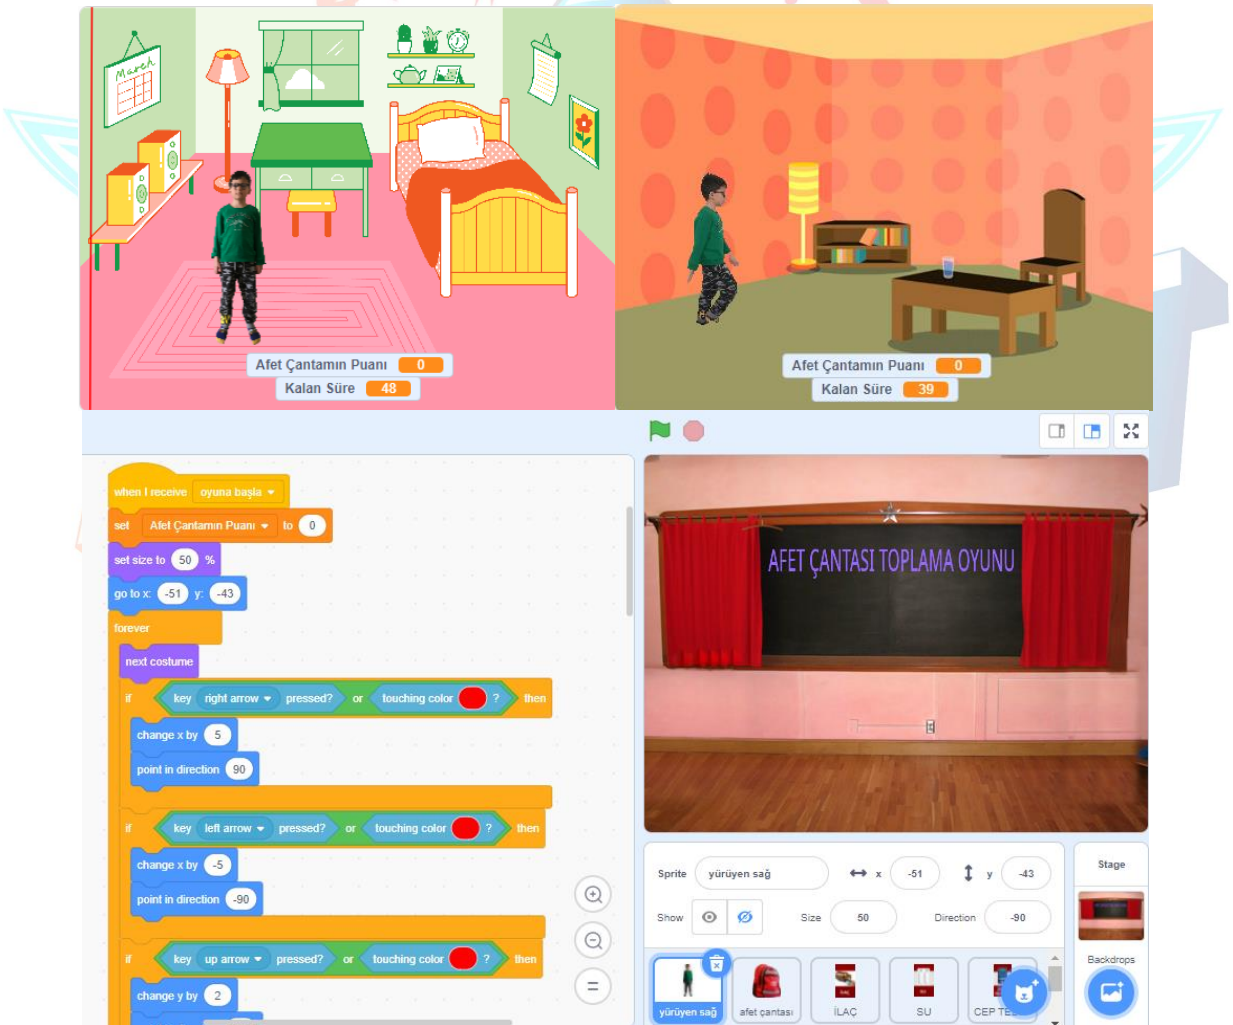 March
Afet Çantamın Puanı 0
Kalan Süre 48
Afet Çantamın Puanı 0
Kalan Süre 39
when I receive oyuna başla
set Afet Çantamın Puanı to 0
set size to 50 %
go to x: -51 y: -43
forever
next costume
if key right arrow pressed? or touching color ? then
change x by 5
point in direction 90
if key left arrow pressed? or touching color ? then
change x by -5
point in direction -90
if key up arrow pressed? or touching color ? then
change y by 2
AFET ÇANTASI TOPLAMA OYUNU
Sprite yürüyen sağ x -51 y -43
Show Size 50 Direction -90
Stage
Backdrops
yürüyen sağ
afet çantası
İLAÇ
SU
CEP